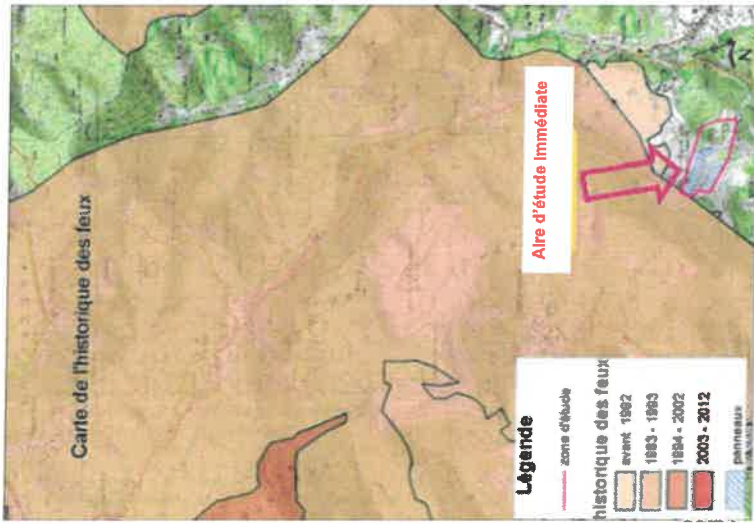 Carte de l'historique des feux
Aire d'étude Immédiate
Légende
zone d'étude
historique des feux
avant 1982
1983 - 1993
1994 - 2002
2003 - 2012
panneaux